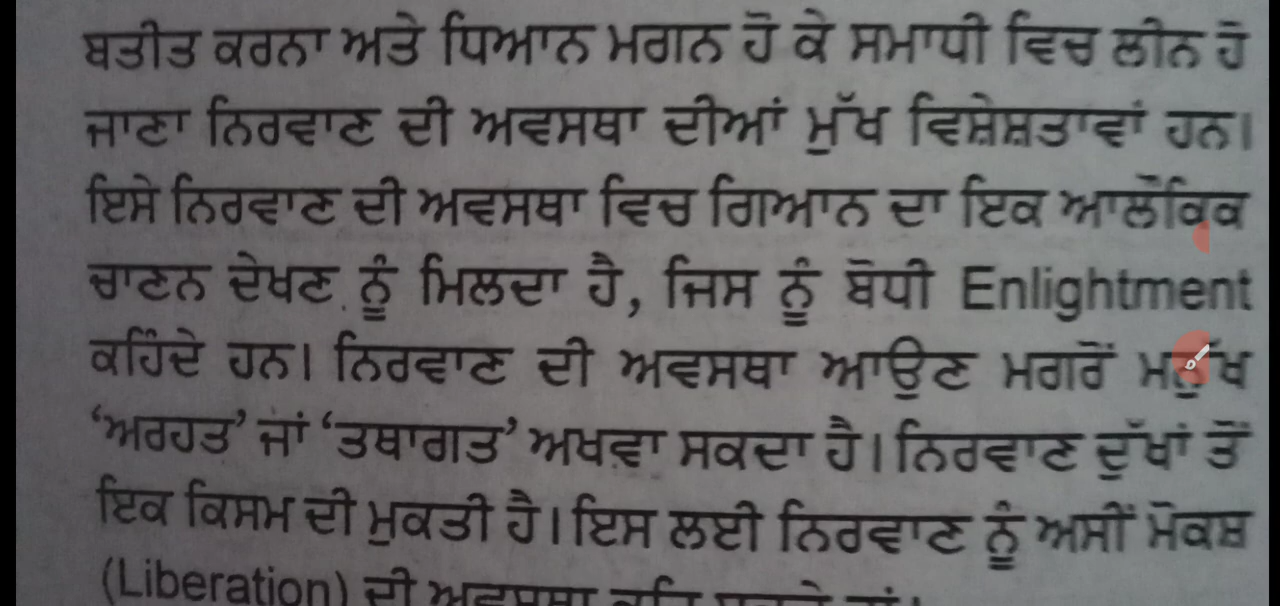 ਬਤੀਤ ਕਰਨਾ ਅਤੇ ਧਿਆਨ ਮਗਨ ਹੋ ਕੇ ਸਮਾਧੀ ਵਿਚ ਲੀਨ ਹੋ
ਜਾਣਾ ਨਿਰਵਾਣ ਦੀ ਅਵਸਥਾ ਦੀਆਂ ਮੁੱਖ ਵਿਸ਼ੇਸ਼ਤਾਵਾਂ ਹਨ।
ਇਸੇ ਨਿਰਵਾਣ ਦੀ ਅਵਸਥਾ ਵਿਚ ਗਿਆਨ ਦਾ ਇਕ ਆਲੌਕਿਕ
ਚਾਣਨ ਦੇਖਣ ਨੂੰ ਮਿਲਦਾ ਹੈ, ਜਿਸ ਨੂੰ ਬੋਧੀ Enlightment
ਕਹਿੰਦੇ ਹਨ। ਨਿਰਵਾਣ ਦੀ ਅਵਸਥਾ ਆਉਣ ਮਗਰੋਂ ਮਨੁੱਖ
‘ਅਰਹਤ’ ਜਾਂ ‘ਤਥਾਗਤ’ ਅਖਵਾ ਸਕਦਾ ਹੈ। ਨਿਰਵਾਣ ਦੁੱਖਾਂ ਤੋਂ
ਇਕ ਕਿਸਮ ਦੀ ਮੁਕਤੀ ਹੈ। ਇਸ ਲਈ ਨਿਰਵਾਣ ਨੂੰ ਅਸੀਂ ਮੋਕਸ਼
(Liberation) ਦੀ ਅਵਸਥਾ